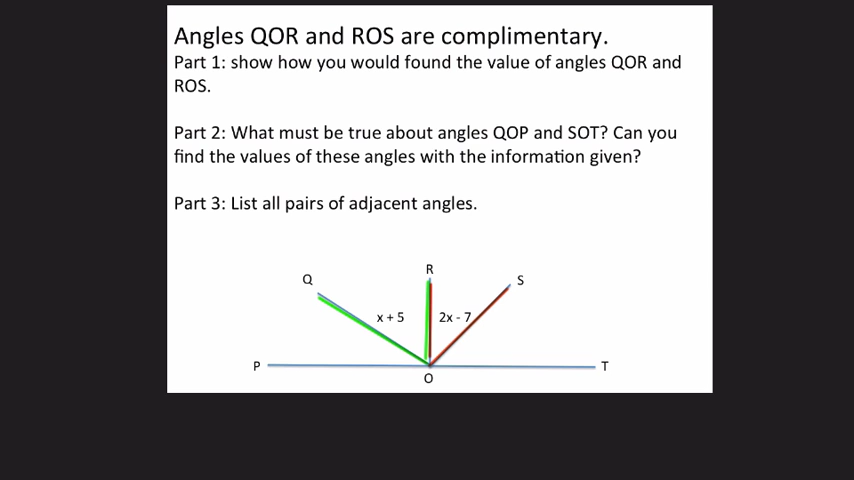 Angles QOR and ROS are complimentary.
Part 1: show how you would found the value of angles QOR and
ROS.
Part 2: What must be true about angles QOP and SOT? Can you
find the values of these angles with the information given?
Part 3: List all pairs of adjacent angles.
R
Q
S
x + 5
2x - 7
P
T
O